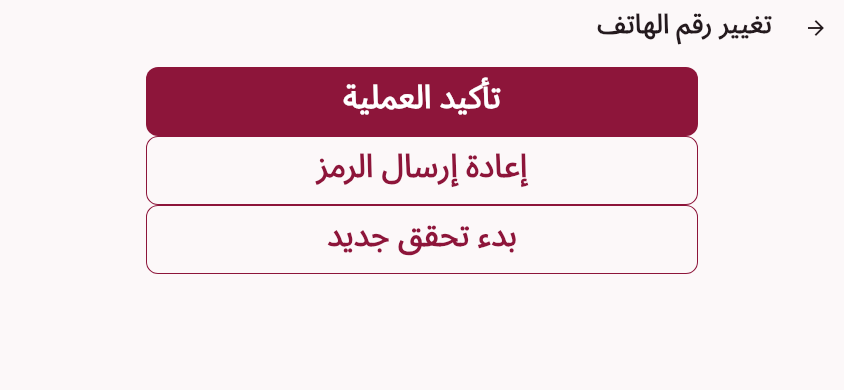 تغيير رقم الهاتف
تأكيد العملية
إعادة إرسال الرمز
بدء تحقق جديد